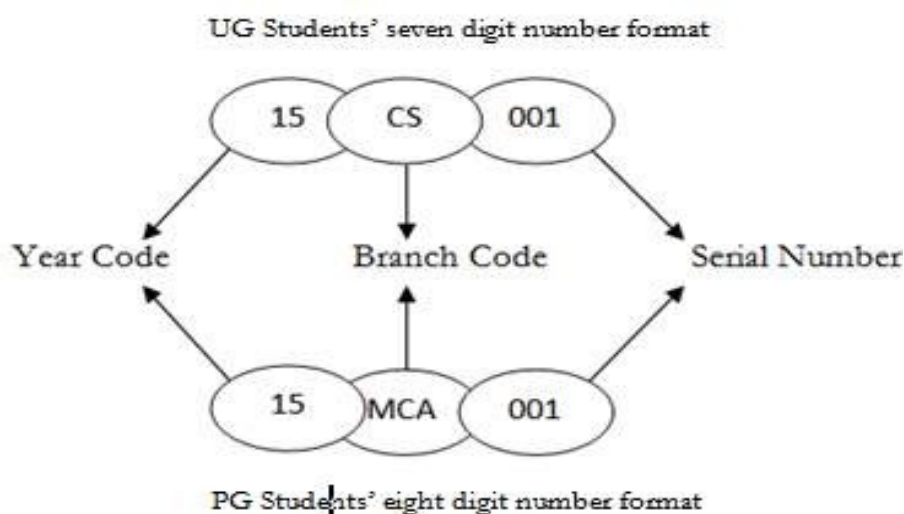 UG Students' seven digit number format
15 CS 001
Year Code Branch Code Serial Number
15 MCA 001
PG Students' eight digit number format